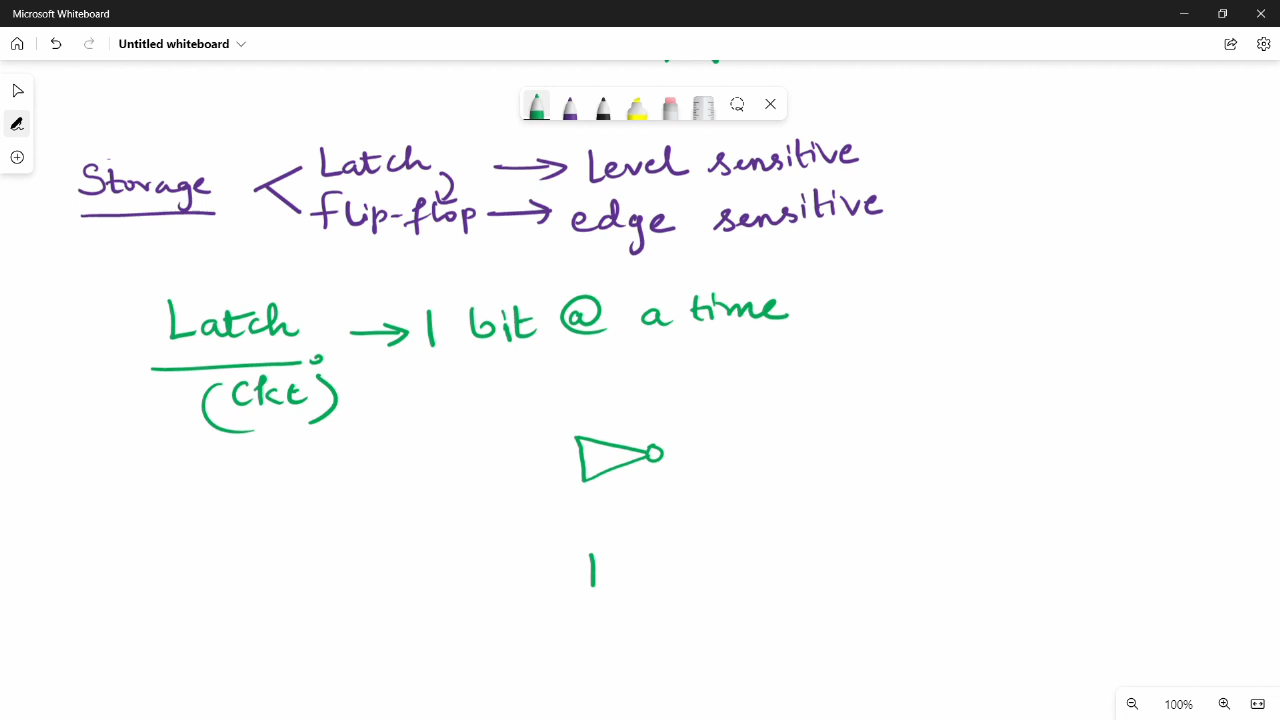 Microsoft Whiteboard
Untitled whiteboard
Storage
Latch → Level sensitive
flip-flop → edge sensitive
Latch → 1 bit @ a time
(Ckt)
100%